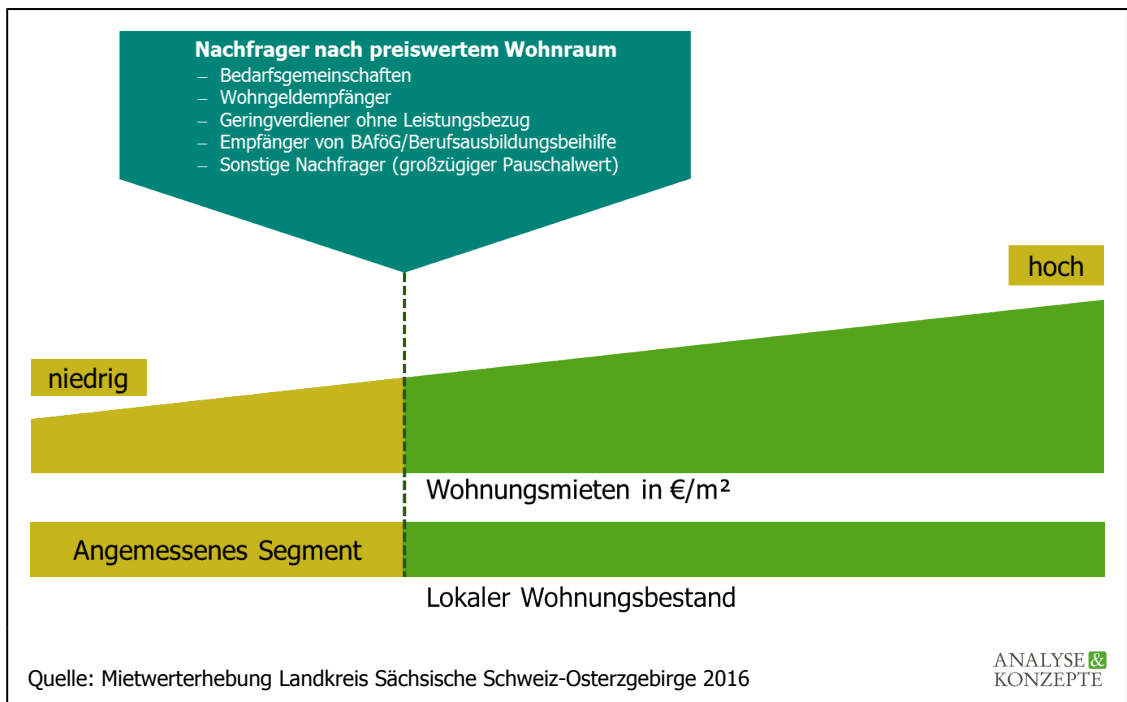 Nachfrager nach preiswertem Wohnraum
– Bedarfsgemeinschaften
– Wohngeldempfänger
– Geringverdiener ohne Leistungsbezug
– Empfänger von BAföG/Berufsausbildungsbeihilfe
– Sonstige Nachfrager (großzügiger Pauschalwert)
hoch
niedrig
Wohnungsmieten in €/m²
Angemessenes Segment
Lokaler Wohnungsbestand
Quelle: Mietwerterhebung Landkreis Sächsische Schweiz-Osterzgebirge 2016
ANALYSE &
KONZEPTE